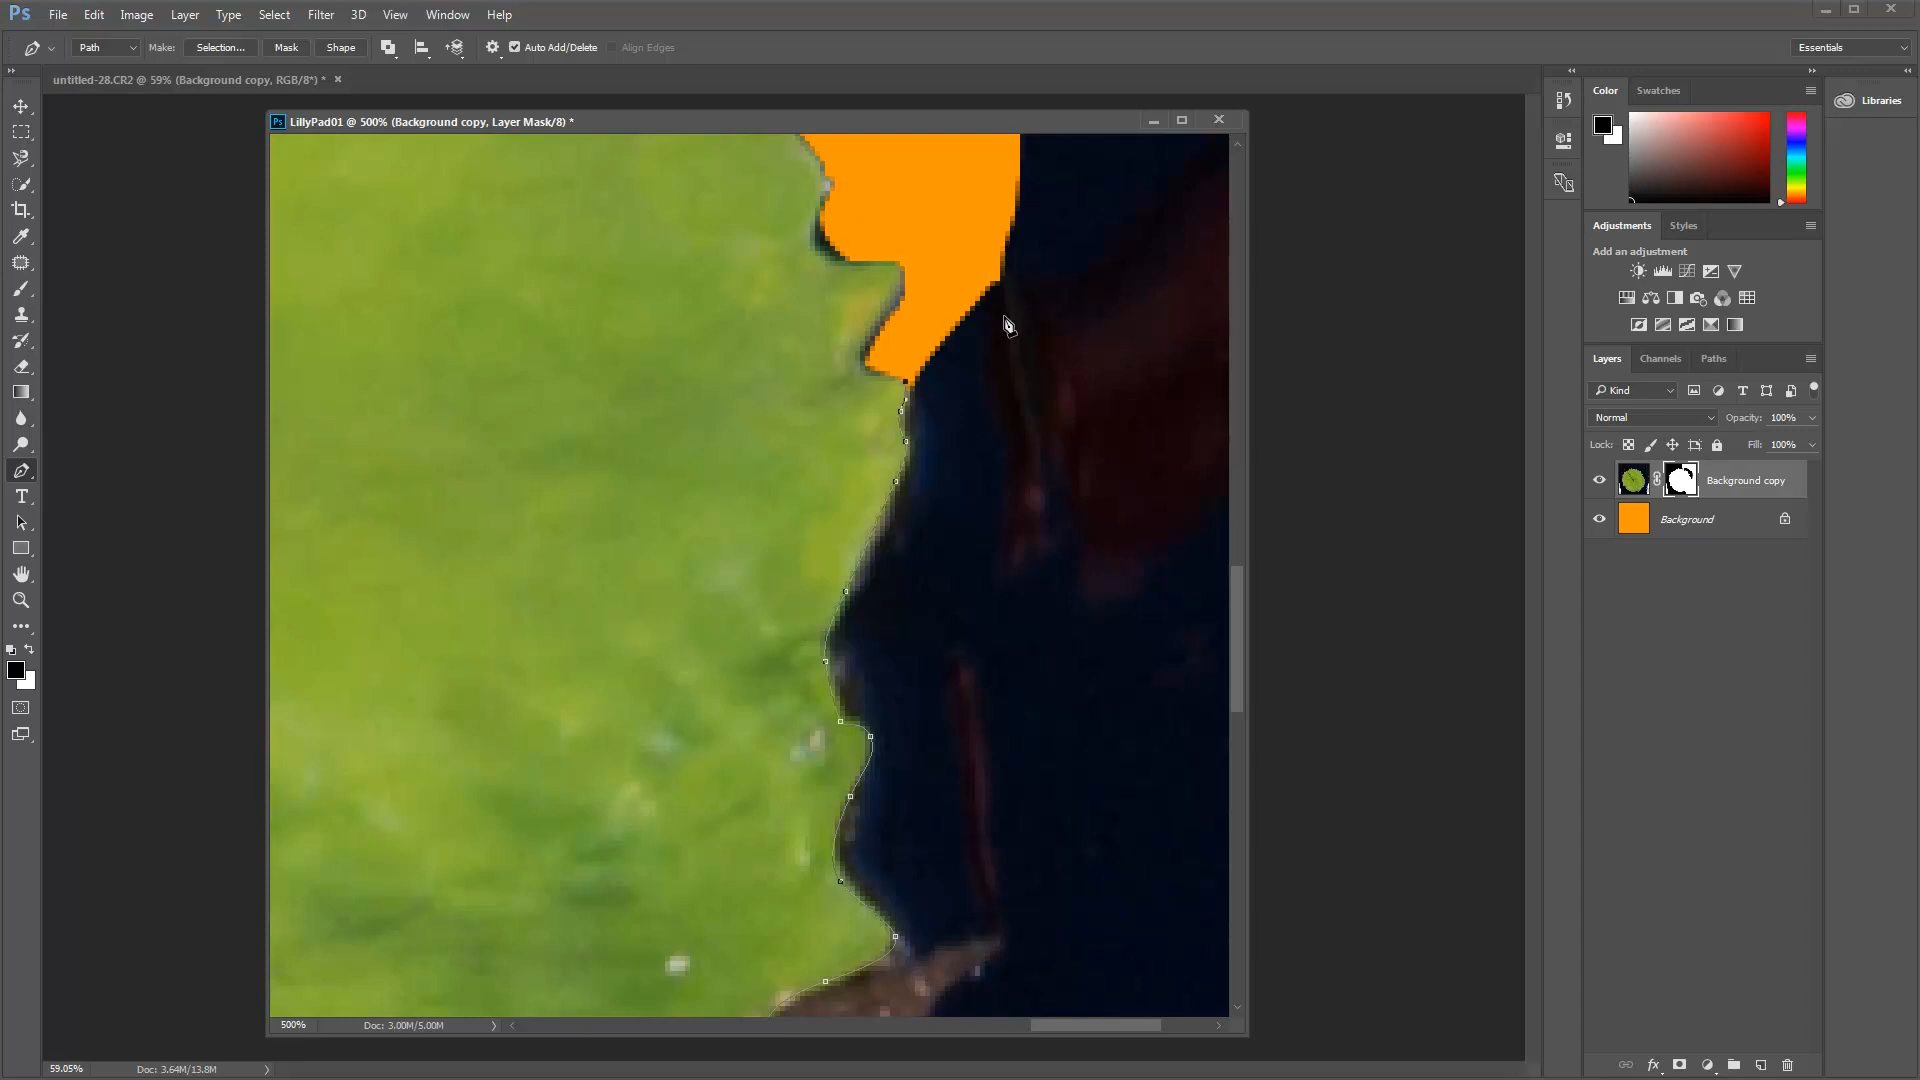 Ps File Edit Image Layer Type Select Filter 3D View Window Help
Path Make: Selection... Mask Shape Auto Add/Delete Align Edges Essentials
untitled-28.CR2 @ 59% (Background copy, RGB/8*) *
Ps LillyPad01 @ 500% (Background copy, Layer Mask/8) *
Color Swatches
Libraries
Adjustments Styles
Add an adjustment
Layers Channels Paths
Kind
Normal Opacity: 100%
Lock: Fill: 100%
Background copy
Background
T
500% Doc: 3.00M/5.00M
59.05% Doc: 3.64M/13.8M
fx